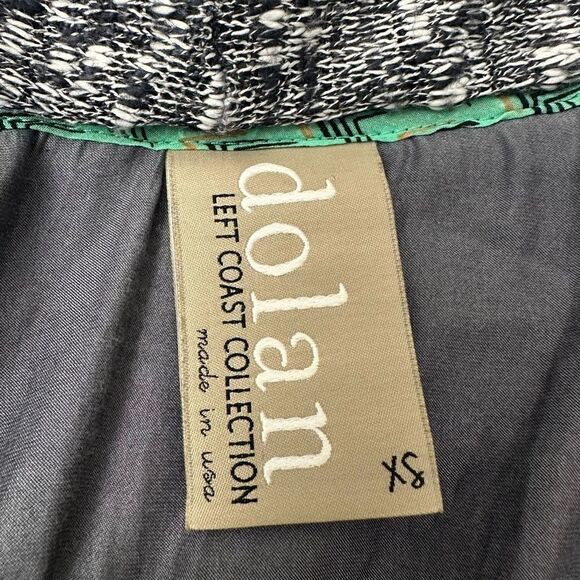 dolan
LEFT COAST COLLECTION
made in usa
XS